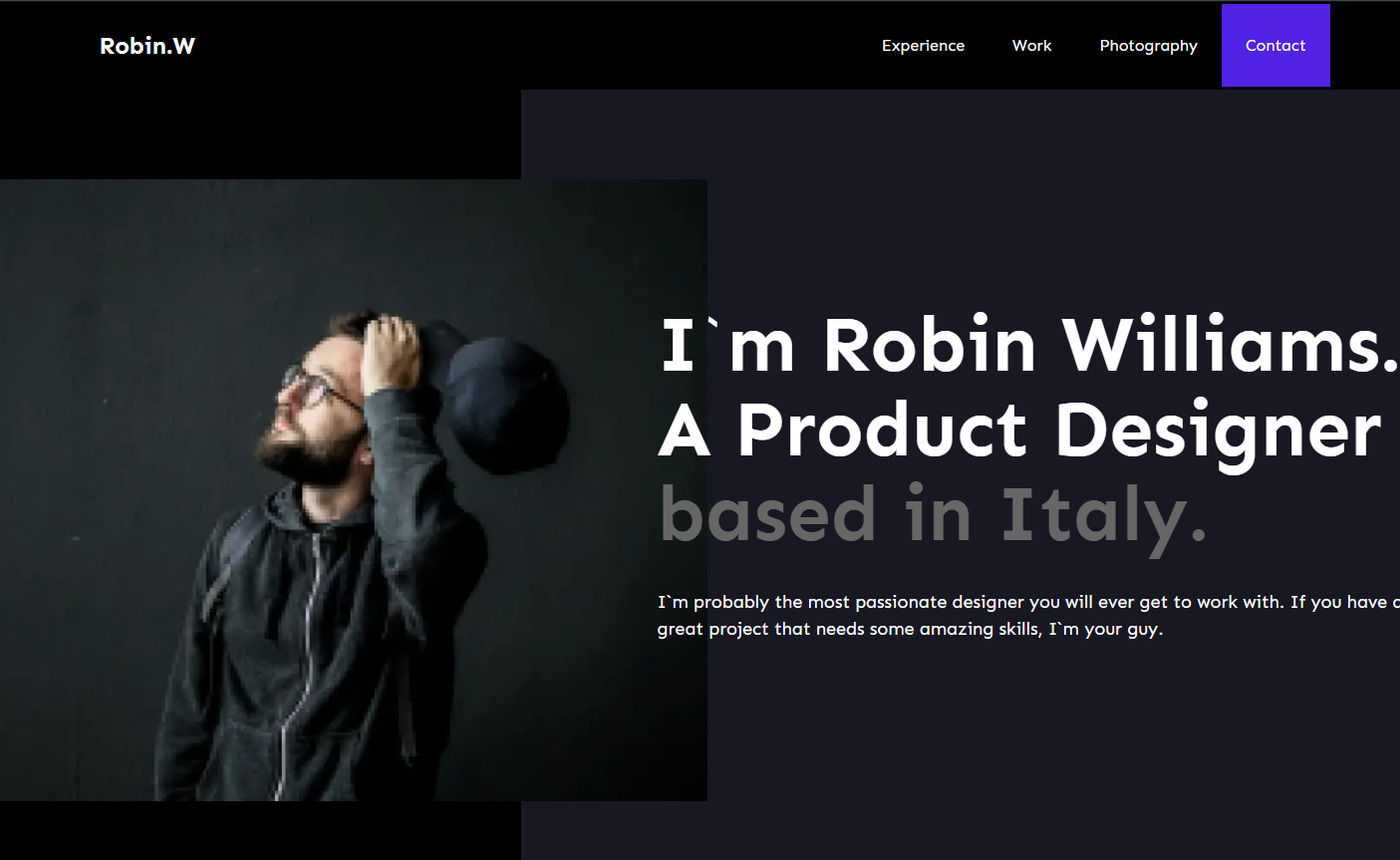 Robin.W
Experience Work Photography Contact
I`m Robin Williams.
A Product Designer
based in Italy.
I`m probably the most passionate designer you will ever get to work with. If you have
great project that needs some amazing skills, I`m your guy.